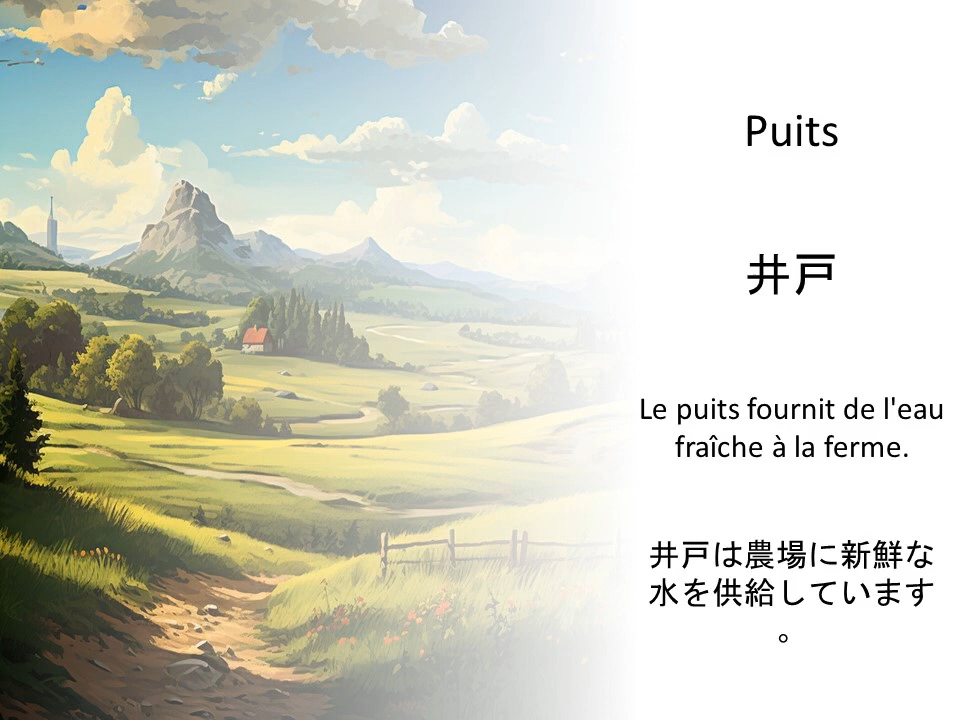 Puits
井戸
Le puits fournit de l'eau
fraîche à la ferme.
井戸は農場に新鮮な
水を供給しています
。